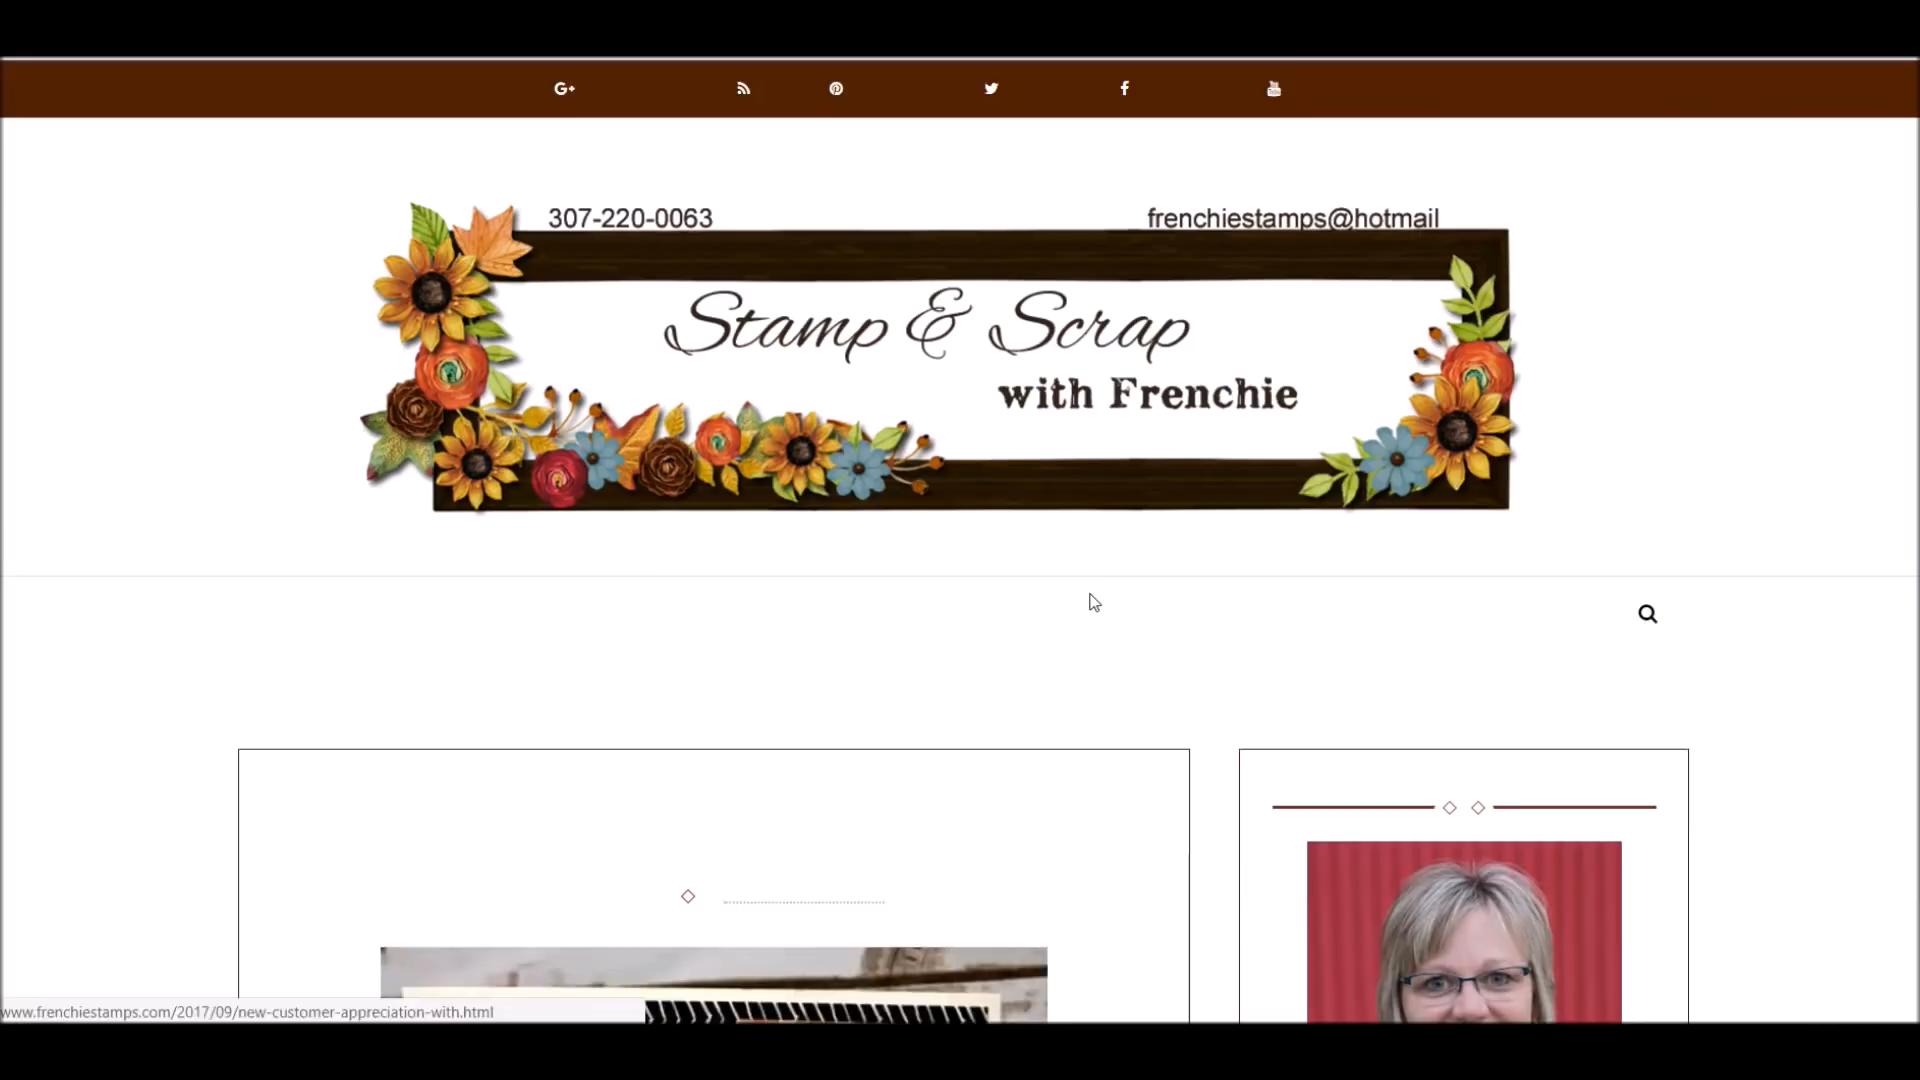 307-220-0063
frenchiestamps@hotmail
Stamp & Scrap
with Frenchie
www.frenchiestamps.com/2017/09/new-customer-appreciation-with.html